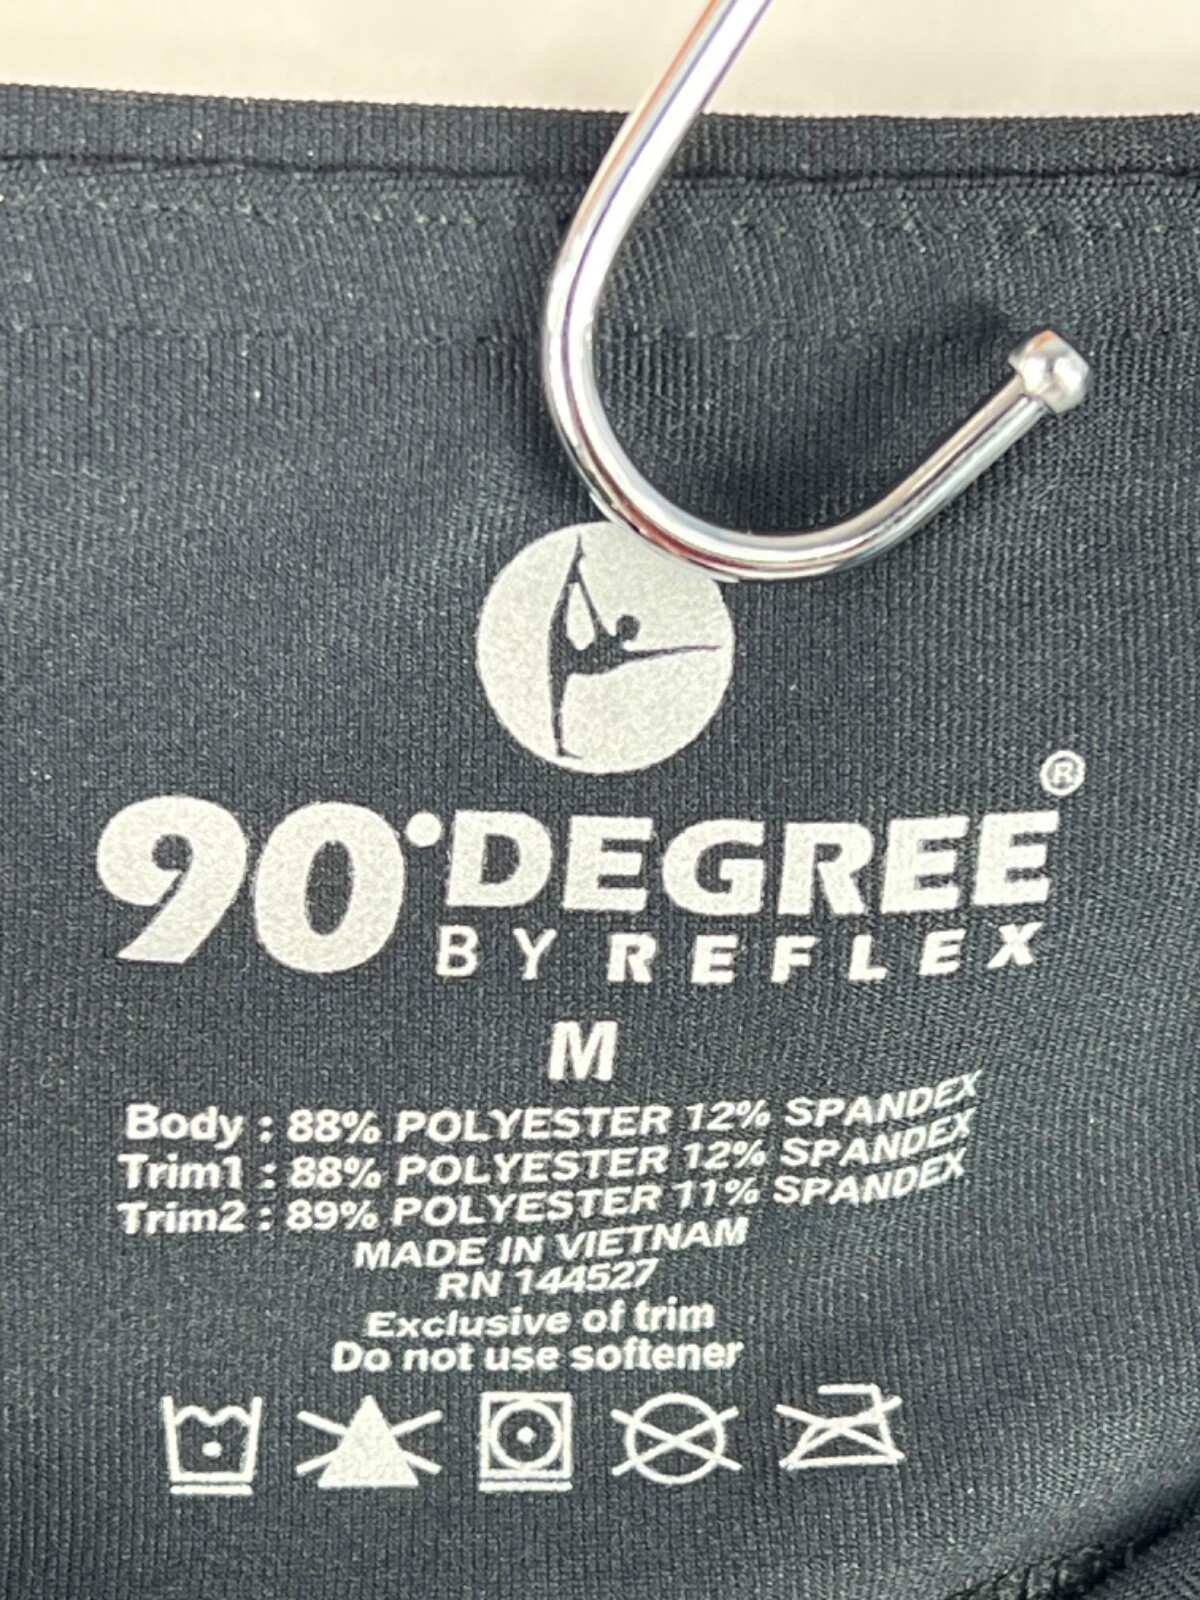 90°DEGREE®
BY REFLEX
M
Body : 88% POLYESTER 12% SPANDEX
Trim1 : 88% POLYESTER 12% SPANDEX
Trim2 : 89% POLYESTER 11% SPANDEX
MADE IN VIETNAM
RN 144527
Exclusive of trim
Do not use softener